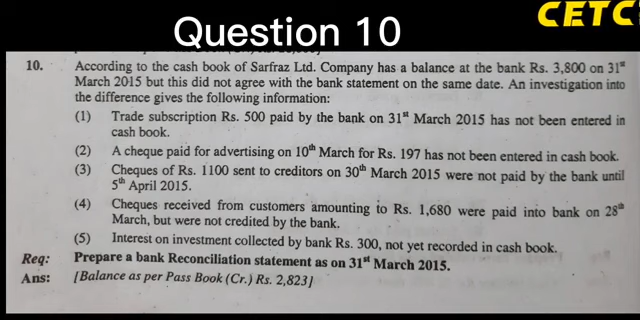 Question 10
CETC
10. According to the cash book of Sarfraz Ltd. Company has a balance at the bank Rs. 3,800 on 31st
March 2015 but this did not agree with the bank statement on the same date. An investigation into
the difference gives the following information:
(1) Trade subscription Rs. 500 paid by the bank on 31st March 2015 has not been entered in
cash book.
(2) A cheque paid for advertising on 10th March for Rs. 197 has not been entered in cash book.
(3) Cheques of Rs. 1100 sent to creditors on 30th March 2015 were not paid by the bank until
5th April 2015.
(4) Cheques received from customers amounting to Rs. 1,680 were paid into bank on 28th
March, but were not credited by the bank.
(5) Interest on investment collected by bank Rs. 300, not yet recorded in cash book.
Req: Prepare a bank Reconciliation statement as on 31st March 2015.
Ans: [Balance as per Pass Book (Cr.) Rs. 2,823]